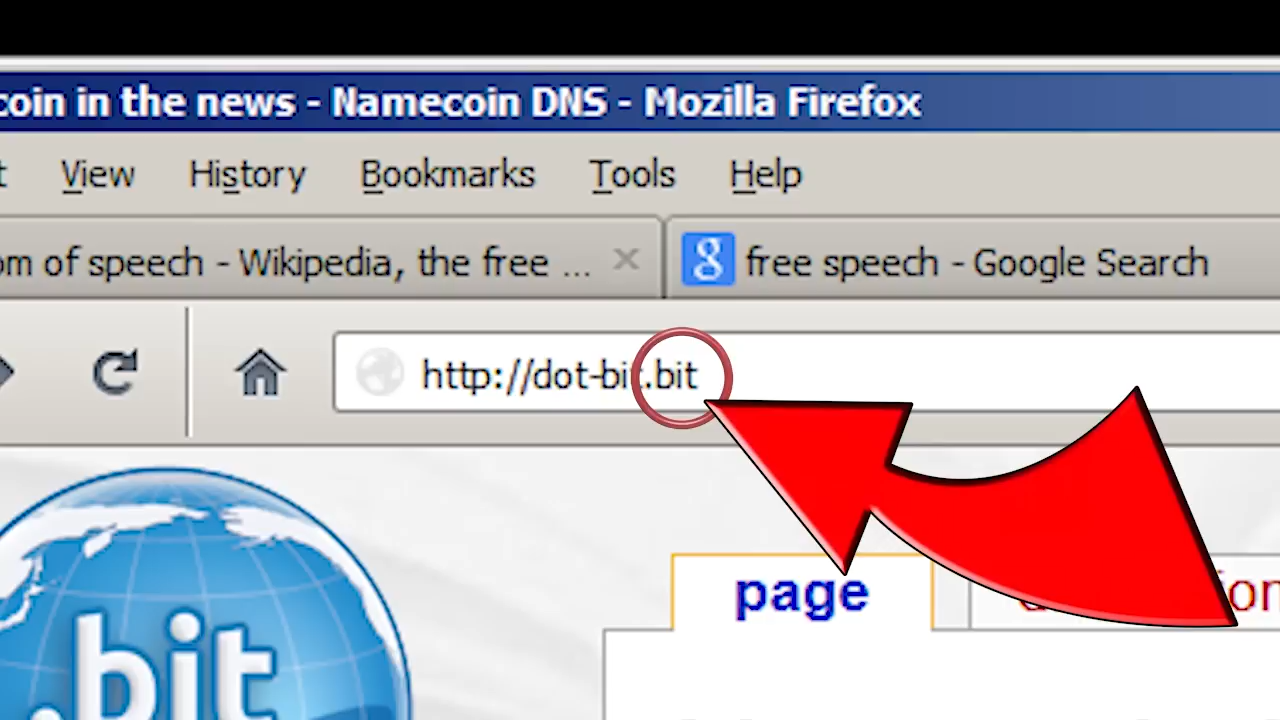 coin in the news - Namecoin DNS - Mozilla Firefox
View History Bookmarks Tools Help
om of speech - Wikipedia, the free ... free speech - Google Search
http://dot-bit.bit
page
.bit